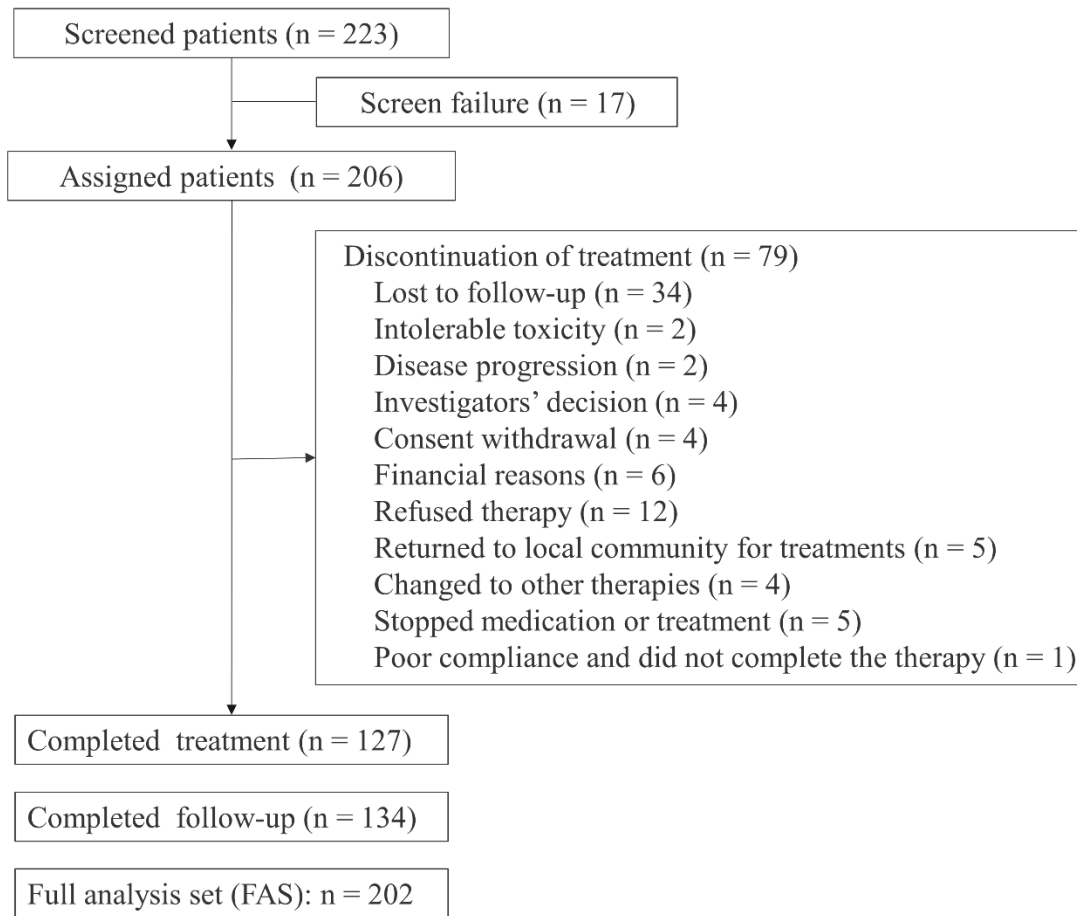 Screened patients (n = 223)
Screen failure (n = 17)
Assigned patients (n = 206)
Discontinuation of treatment (n = 79)
Lost to follow-up (n = 34)
Intolerable toxicity (n = 2)
Disease progression (n = 2)
Investigators’ decision (n = 4)
Consent withdrawal (n = 4)
Financial reasons (n = 6)
Refused therapy (n = 12)
Returned to local community for treatments (n = 5)
Changed to other therapies (n = 4)
Stopped medication or treatment (n = 5)
Poor compliance and did not complete the therapy (n = 1)
Completed treatment (n = 127)
Completed follow-up (n = 134)
Full analysis set (FAS): n = 202